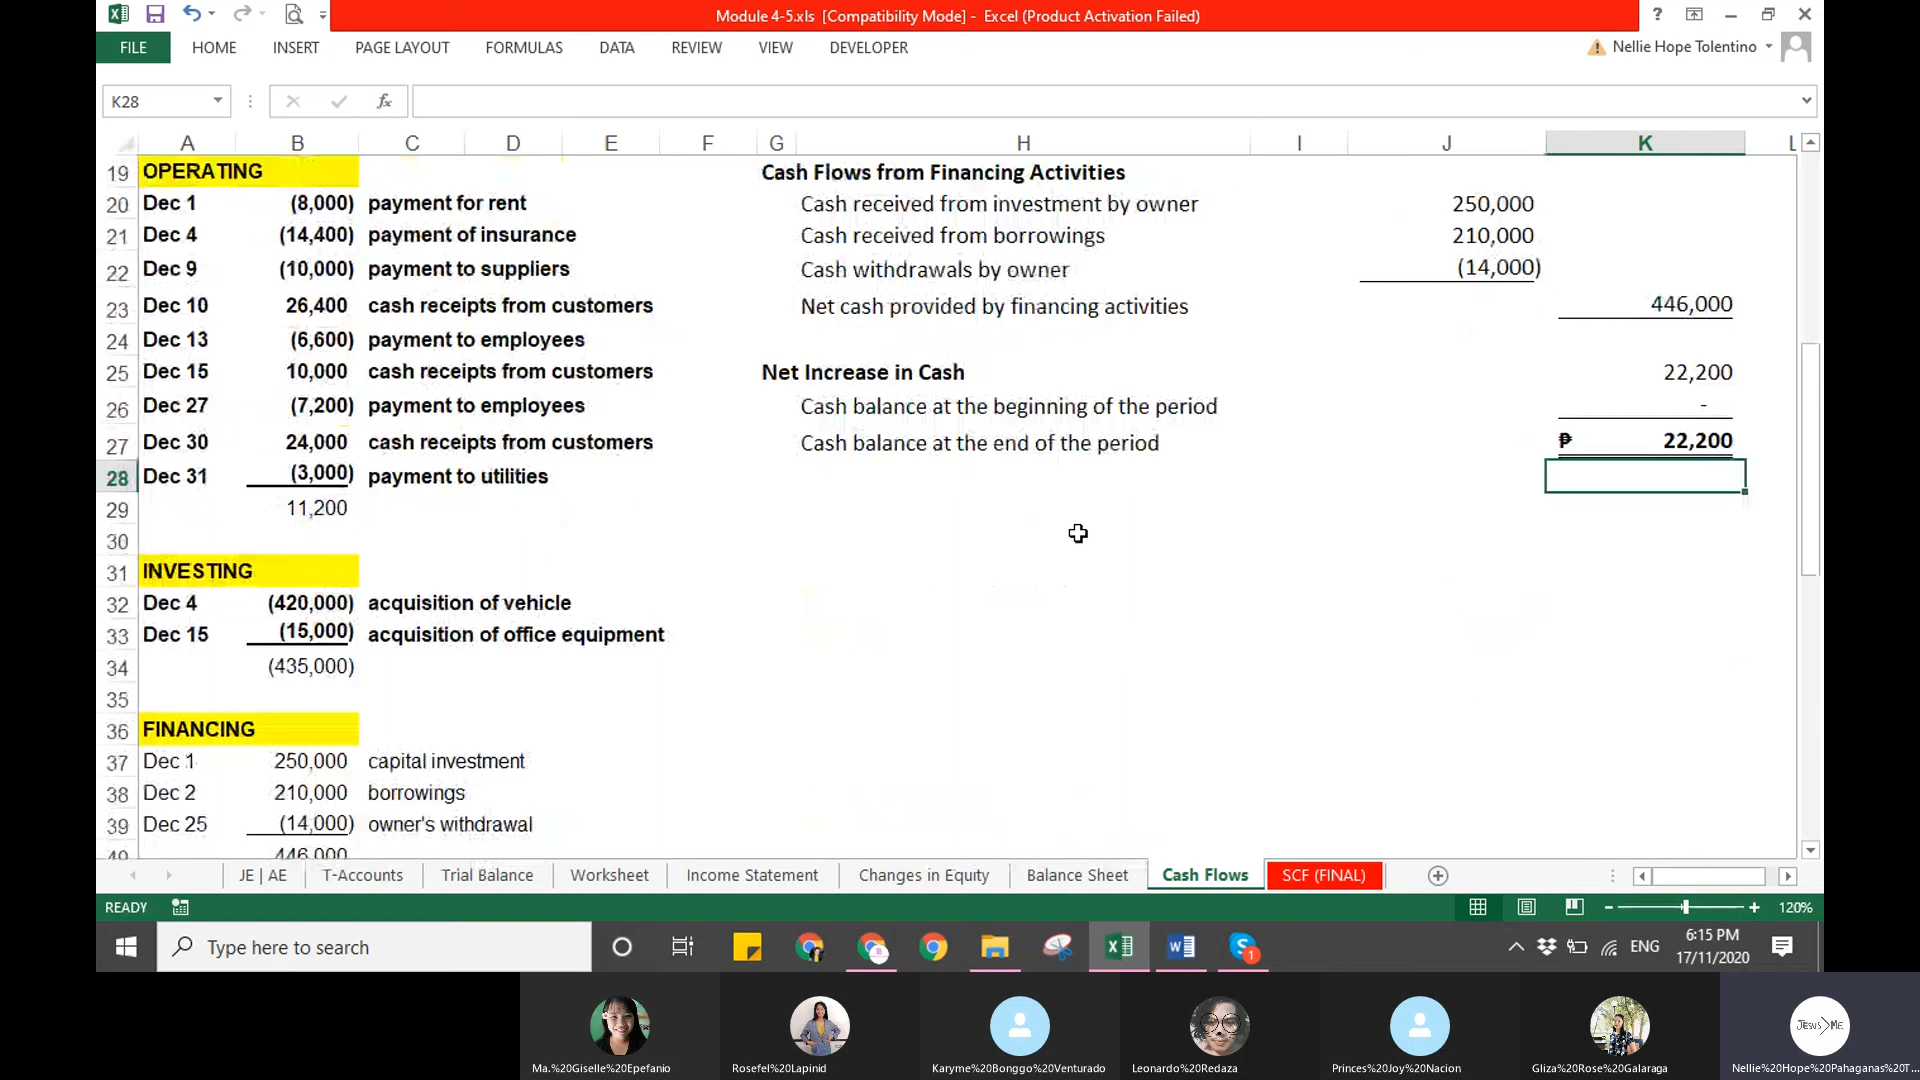 Module 4-5.xls [Compatibility Mode] - Excel (Product Activation Failed)
?
FILE HOME INSERT PAGE LAYOUT FORMULAS DATA REVIEW VIEW DEVELOPER
Nellie Hope Tolentino
K28
fx
A B C D E F G H I J K L
19 OPERATING Cash Flows from Financing Activities
20 Dec 1 (8,000) payment for rent Cash received from investment by owner 250,000
21 Dec 4 (14,400) payment of insurance Cash received from borrowings 210,000
22 Dec 9 (10,000) payment to suppliers Cash withdrawals by owner (14,000)
23 Dec 10 26,400 cash receipts from customers Net cash provided by financing activities 446,000
24 Dec 13 (6,600) payment to employees
25 Dec 15 10,000 cash receipts from customers Net Increase in Cash 22,200
26 Dec 27 (7,200) payment to employees Cash balance at the beginning of the period -
27 Dec 30 24,000 cash receipts from customers Cash balance at the end of the period ₱ 22,200
28 Dec 31 (3,000) payment to utilities
29 11,200
30
31 INVESTING
32 Dec 4 (420,000) acquisition of vehicle
33 Dec 15 (15,000) acquisition of office equipment
34 (435,000)
35
36 FINANCING
37 Dec 1 250,000 capital investment
38 Dec 2 210,000 borrowings
39 Dec 25 (14,000) owner's withdrawal
40 446,000
JE | AE T-Accounts Trial Balance Worksheet Income Statement Changes in Equity Balance Sheet Cash Flows SCF (FINAL)
READY 120%
Type here to search
1
ENG
6:15 PM
17/11/2020
JESUS>ME
Ma.%20Giselle%20Epefanio Rosefel%20Lapinid Karyme%20Bonggo%20Venturado Leonardo%20Redaza Princes%20Joy%20Nacion Gliza%20Rose%20Galaraga Nellie%20Hope%20Pahaganas%20T...